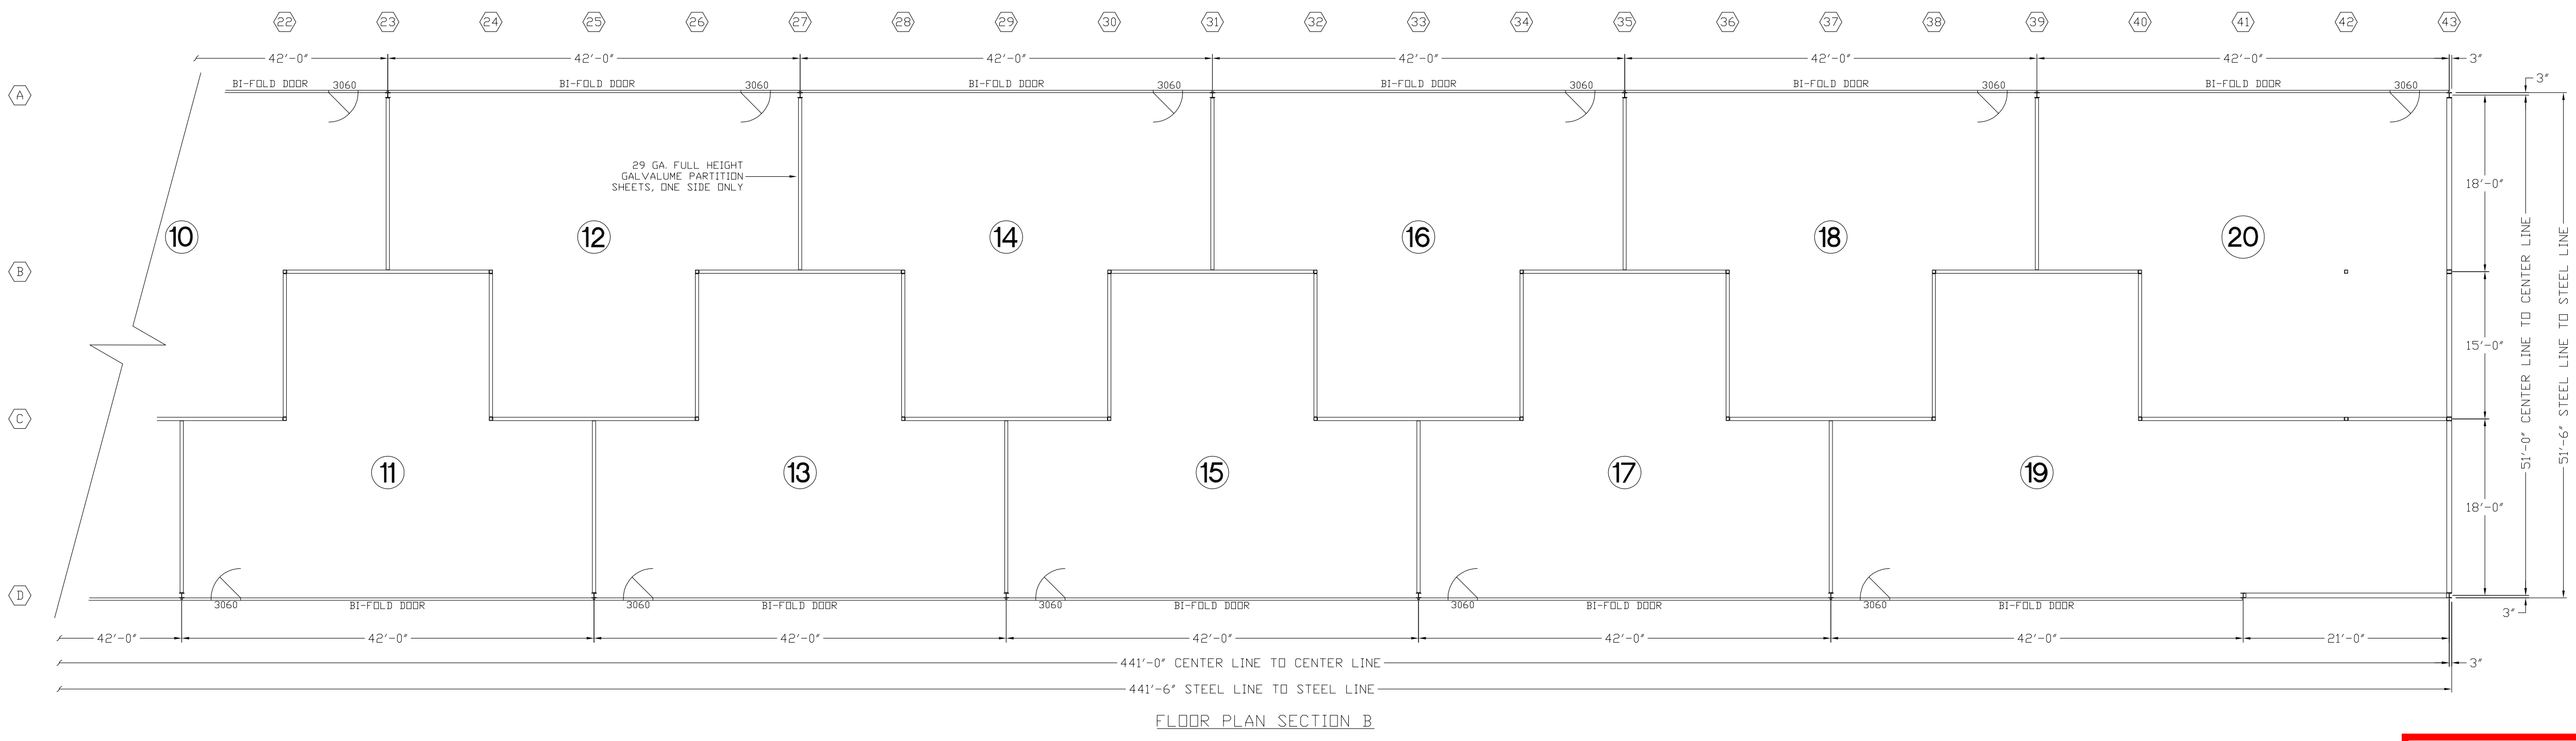 22 23 24 25 26 27 28 29 30 31 32 33 34 35 36 37 38 39 40 41 42 43
42'-0" 42'-0" 42'-0" 42'-0" 42'-0" 42'-0" 3"
3"
A
BI-FOLD DOOR 3060 BI-FOLD DOOR 3060 BI-FOLD DOOR 3060 BI-FOLD DOOR 3060 BI-FOLD DOOR 3060 BI-FOLD DOOR 3060
29 GA. FULL HEIGHT
GALVALUME PARTITION
SHEETS, ONE SIDE ONLY
18'-0"
10 12 14 16 18 20
B
15'-0"
51'-0" CENTER LINE TO CENTER LINE
51'-6" STEEL LINE TO STEEL LINE
C
11 13 15 17 19
18'-0"
D
3060 BI-FOLD DOOR 3060 BI-FOLD DOOR 3060 BI-FOLD DOOR 3060 BI-FOLD DOOR 3060 BI-FOLD DOOR
3"
42'-0" 42'-0" 42'-0" 42'-0" 42'-0" 42'-0" 21'-0"
441'-0" CENTER LINE TO CENTER LINE 3"
441'-6" STEEL LINE TO STEEL LINE
FLOOR PLAN SECTION B